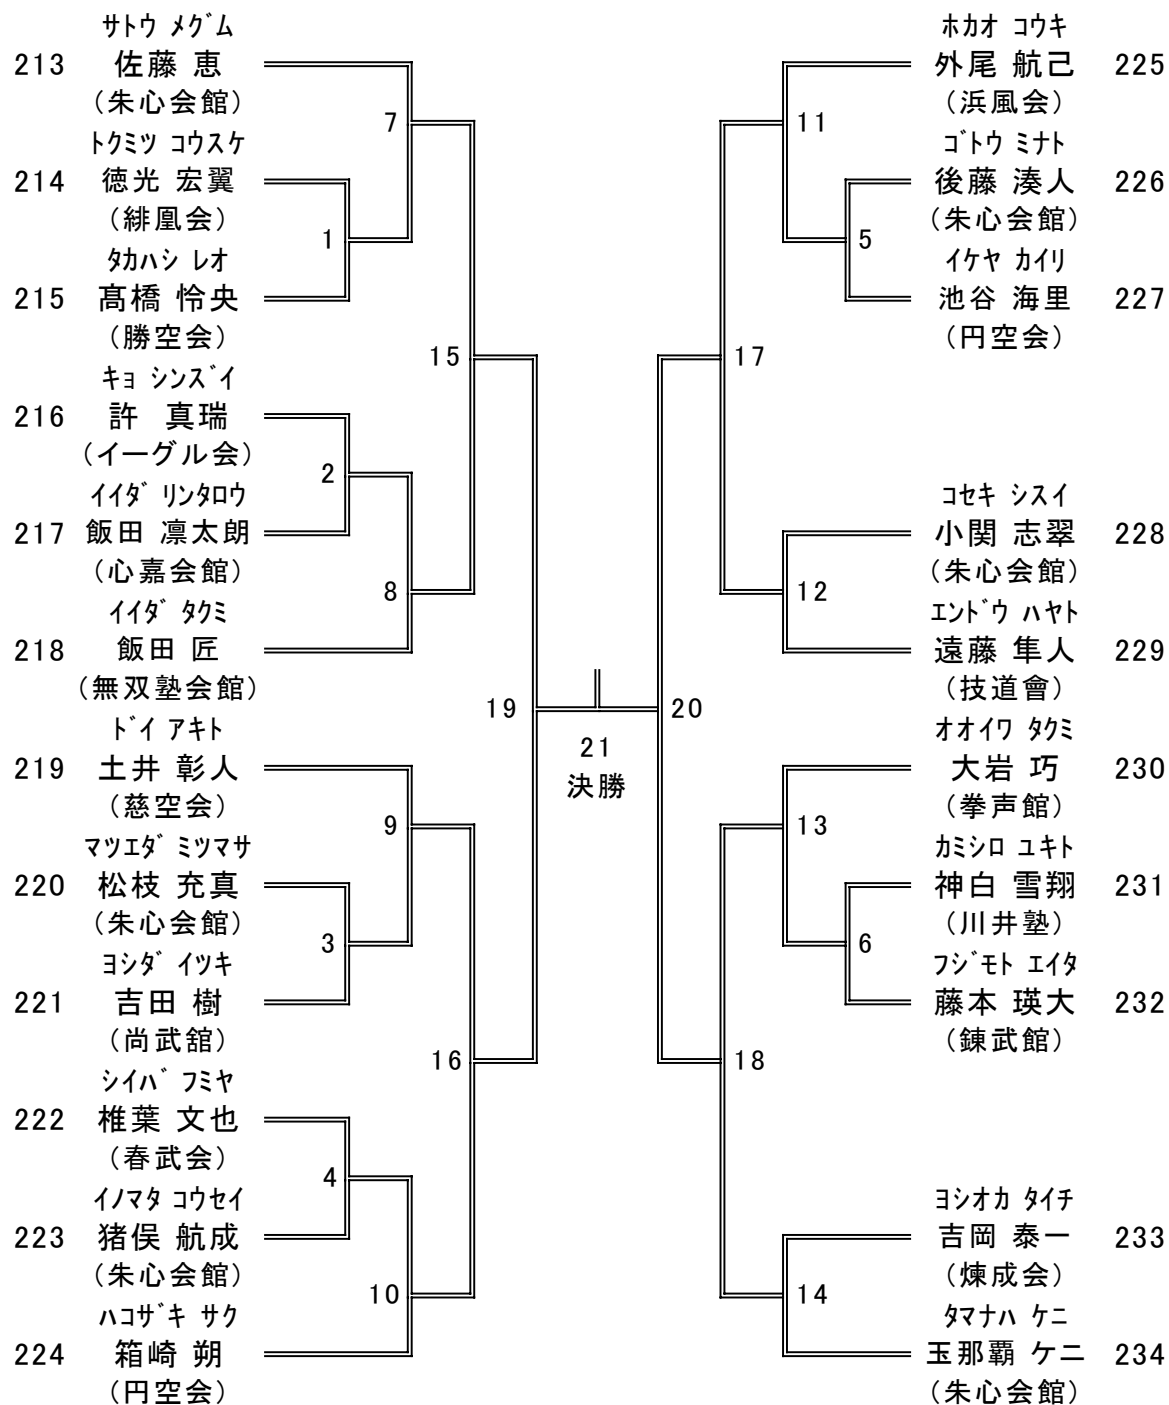 サトウ メグム
213 佐藤 恵
(朱心会館)
7
トクミツ コウスケ
214 徳光 宏翼
(緋凰会)
1
タカハシ レオ
215 髙橋 怜央
(勝空会)
15
キョ シンズイ
216 許 真瑞
(イーグル会)
2
イイダ リンタロウ
217 飯田 凛太朗
(心嘉会館)
8
イイダ タクミ
218 飯田 匠
(無双塾会館)
19
ドイ アキト
219 土井 彰人
(慈空会)
9
マツエダ ミツマサ
220 松枝 充真
(朱心会館)
3
ヨシダ イツキ
221 吉田 樹
(尚武舘)
16
シイバ フミヤ
222 椎葉 文也
(春武会)
4
イノマタ コウセイ
223 猪俣 航成
(朱心会館)
10
ハコザキ サク
224 箱崎 朔
(円空会)
21
決勝
ホカオ コウキ
外尾 航己 225
(浜風会)
11
ゴトウ ミナト
後藤 湊人 226
(朱心会館)
5
イケヤ カイリ
池谷 海里 227
(円空会)
17
コセキ シスイ
小関 志翠 228
(朱心会館)
12
エンドウ ハヤト
遠藤 隼人 229
(技道會)
20
オオイワ タクミ
大岩 巧 230
(拳声館)
13
カミシロ ユキト
神白 雪翔 231
(川井塾)
6
フジモト エイタ
藤本 瑛大 232
(錬武館)
18
ヨシオカ タイチ
吉岡 泰一 233
(煉成会)
14
タマナハ ケニ
玉那覇 ケニ 234
(朱心会館)